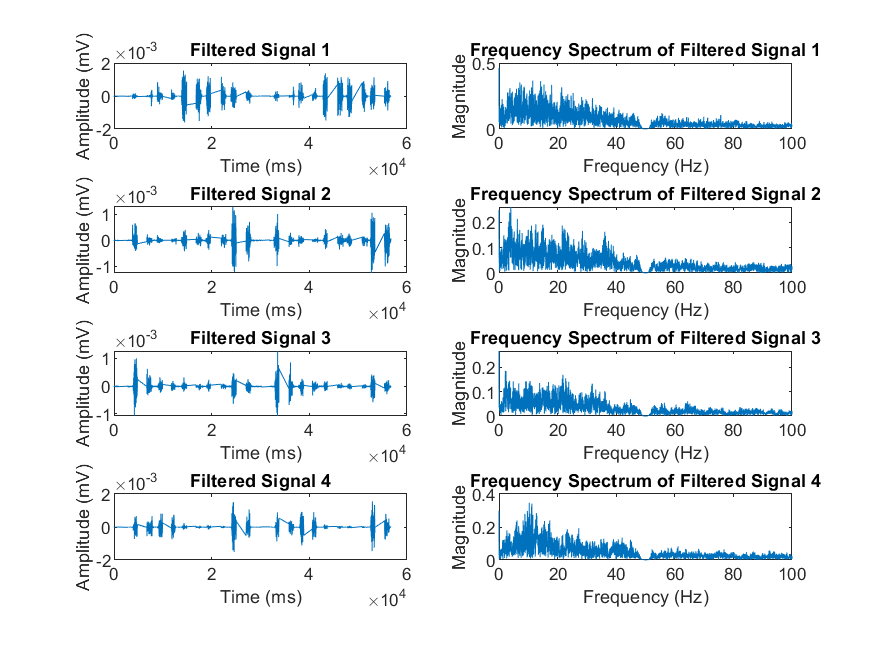 Filtered Signal 1
×10⁻³
2
0
-2
Amplitude (mV)
0 2 4 6
Time (ms)
×10⁴
Frequency Spectrum of Filtered Signal 1
0.5
0
Magnitude
0 20 40 60 80 100
Frequency (Hz)
Filtered Signal 2
×10⁻³
1
0
-1
Amplitude (mV)
0 2 4 6
Time (ms)
×10⁴
Frequency Spectrum of Filtered Signal 2
0.2
0.1
0
Magnitude
0 20 40 60 80 100
Frequency (Hz)
Filtered Signal 3
×10⁻³
1
0
-1
Amplitude (mV)
0 2 4 6
Time (ms)
×10⁴
Frequency Spectrum of Filtered Signal 3
0.2
0.1
0
Magnitude
0 20 40 60 80 100
Frequency (Hz)
Filtered Signal 4
×10⁻³
2
0
-2
Amplitude (mV)
0 2 4 6
Time (ms)
×10⁴
Frequency Spectrum of Filtered Signal 4
0.4
0.2
0
Magnitude
0 20 40 60 80 100
Frequency (Hz)